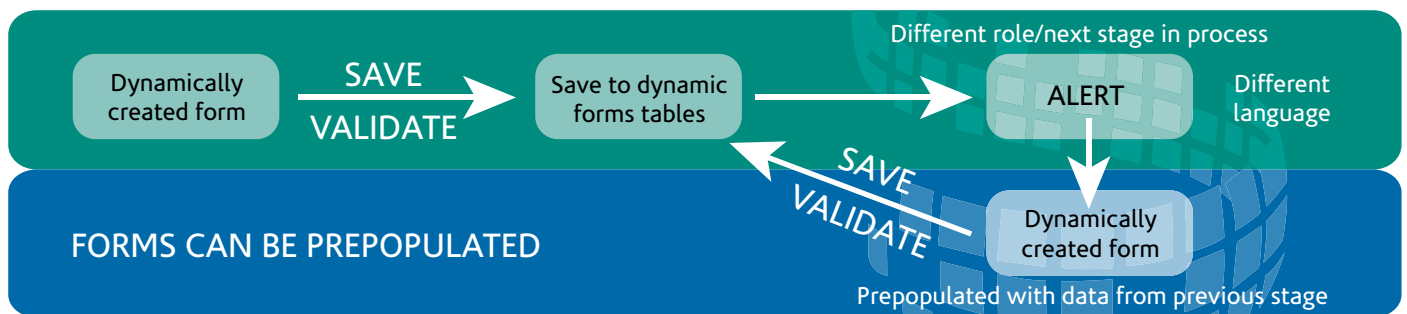 Different role/next stage in process
Dynamically
created form
SAVE
VALIDATE
Save to dynamic
forms tables
ALERT
Different
language
SAVE
VALIDATE
FORMS CAN BE PREPOPULATED
Dynamically
created form
Prepopulated with data from previous stage